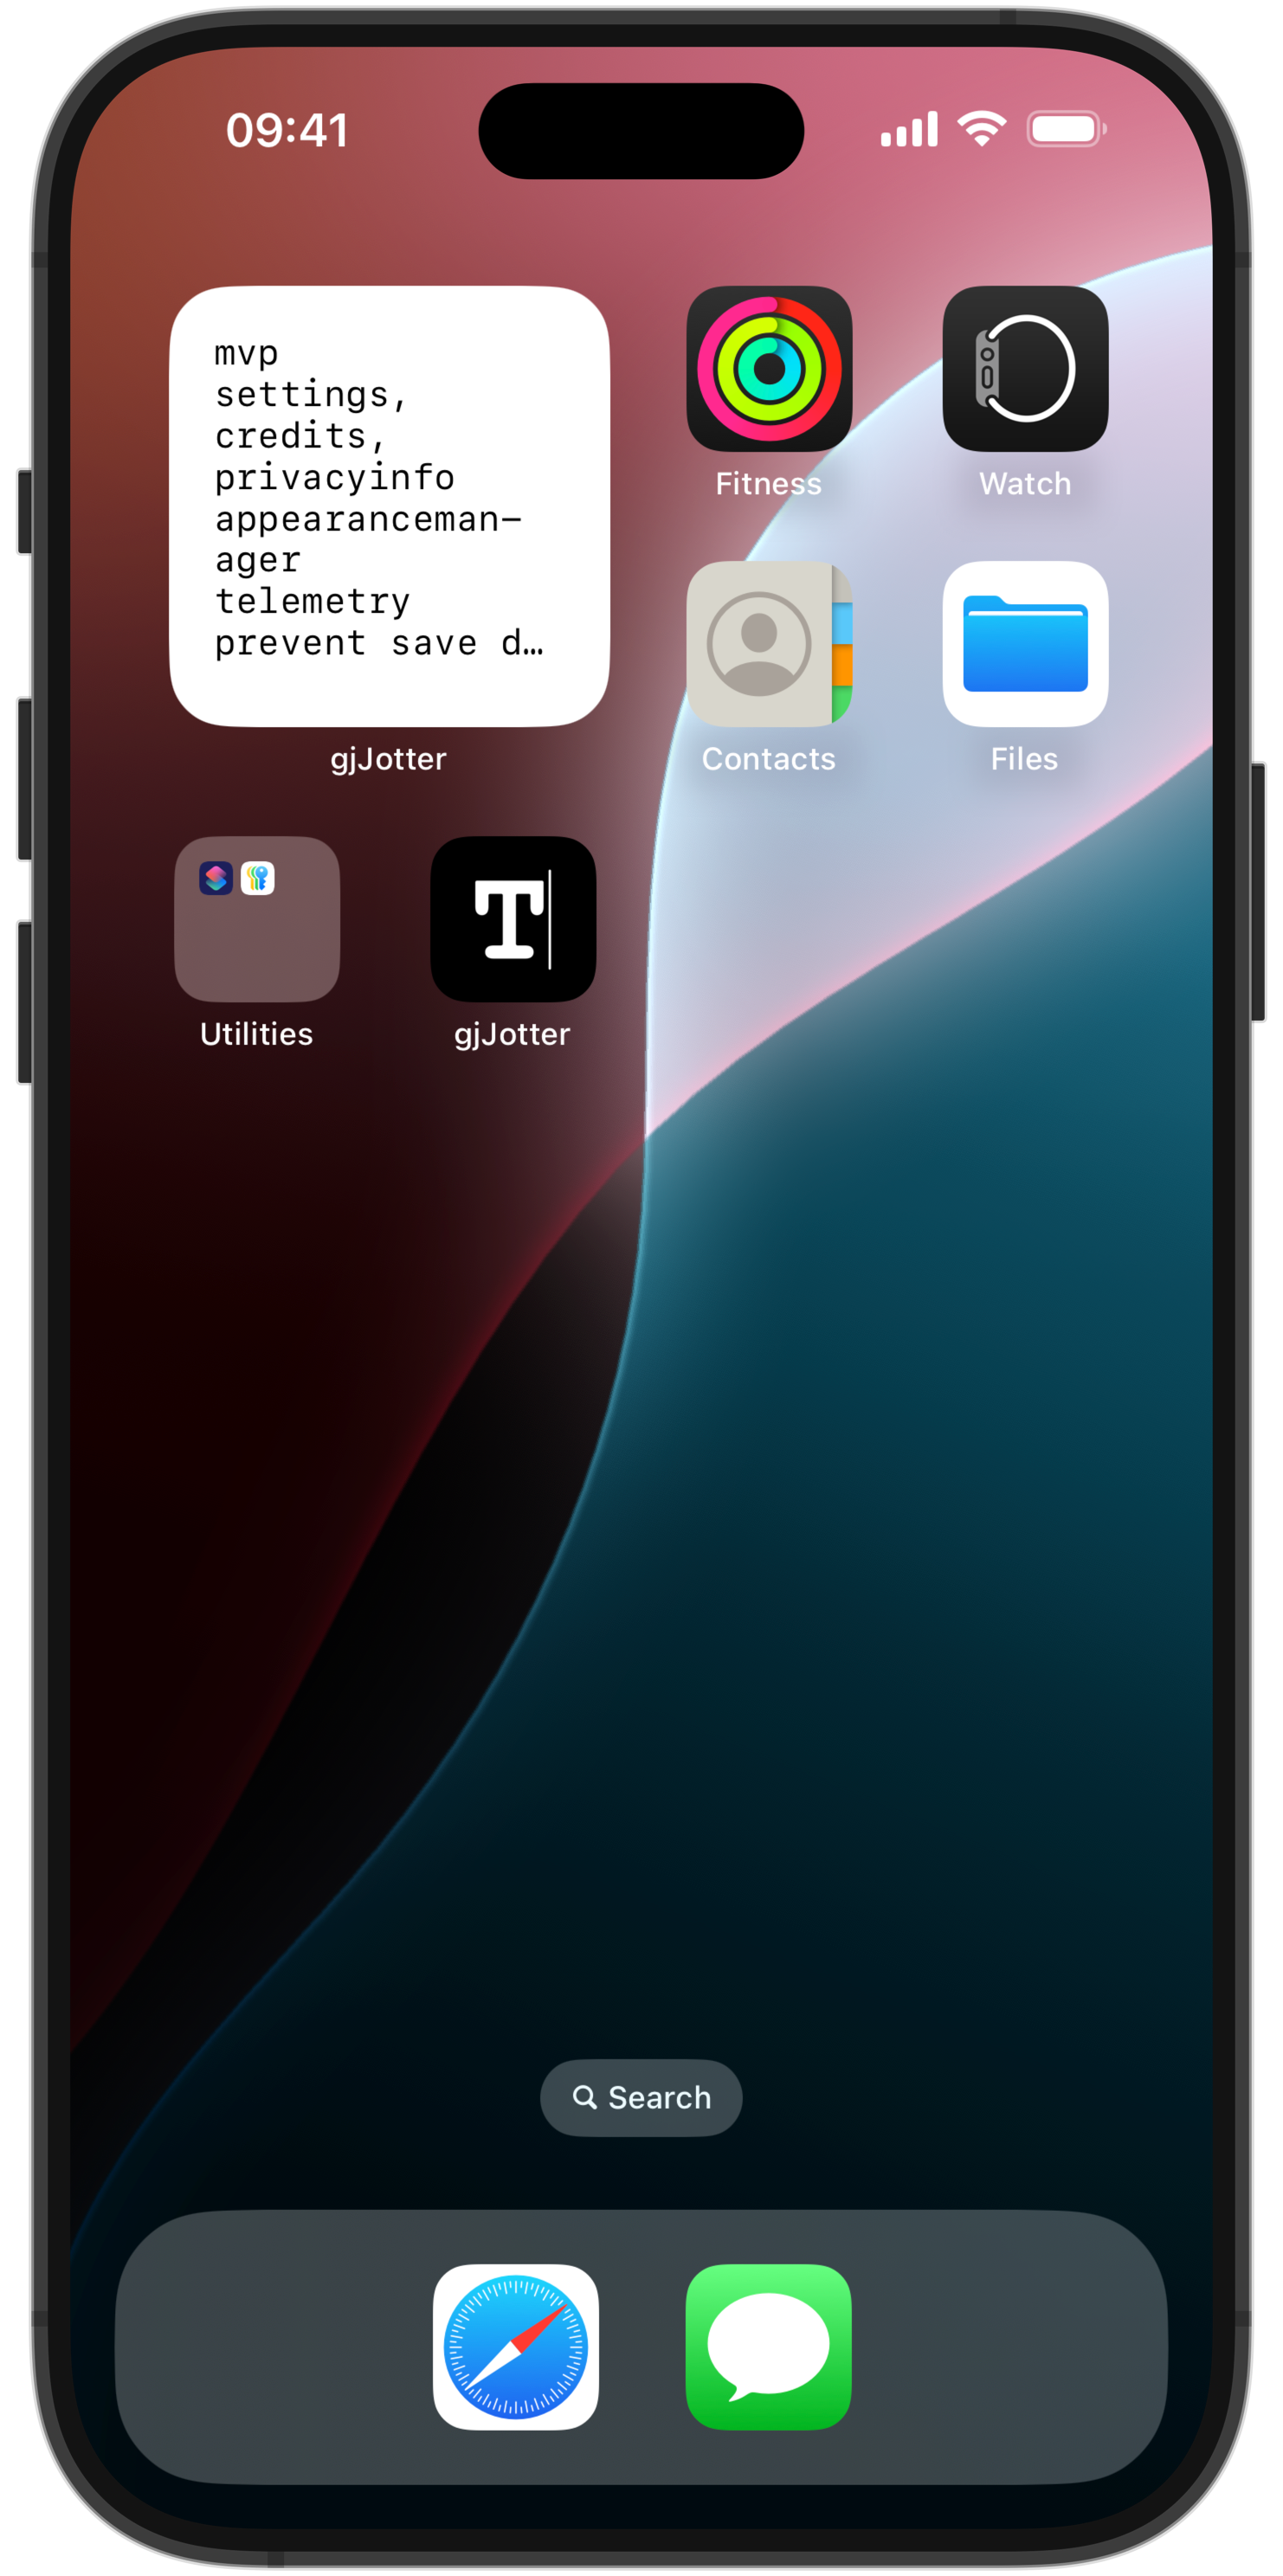 09:41
mvp
settings,
credits,
privacyinfo
appearanceman-
ager
telemetry
prevent save d…
gjJotter
Fitness
Watch
Contacts
Files
Utilities
gjJotter
Search